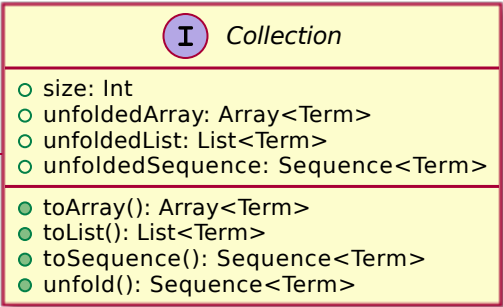 I Collection
size: Int
unfoldedArray: Array<Term>
unfoldedList: List<Term>
unfoldedSequence: Sequence<Term>
toArray(): Array<Term>
toList(): List<Term>
toSequence(): Sequence<Term>
unfold(): Sequence<Term>